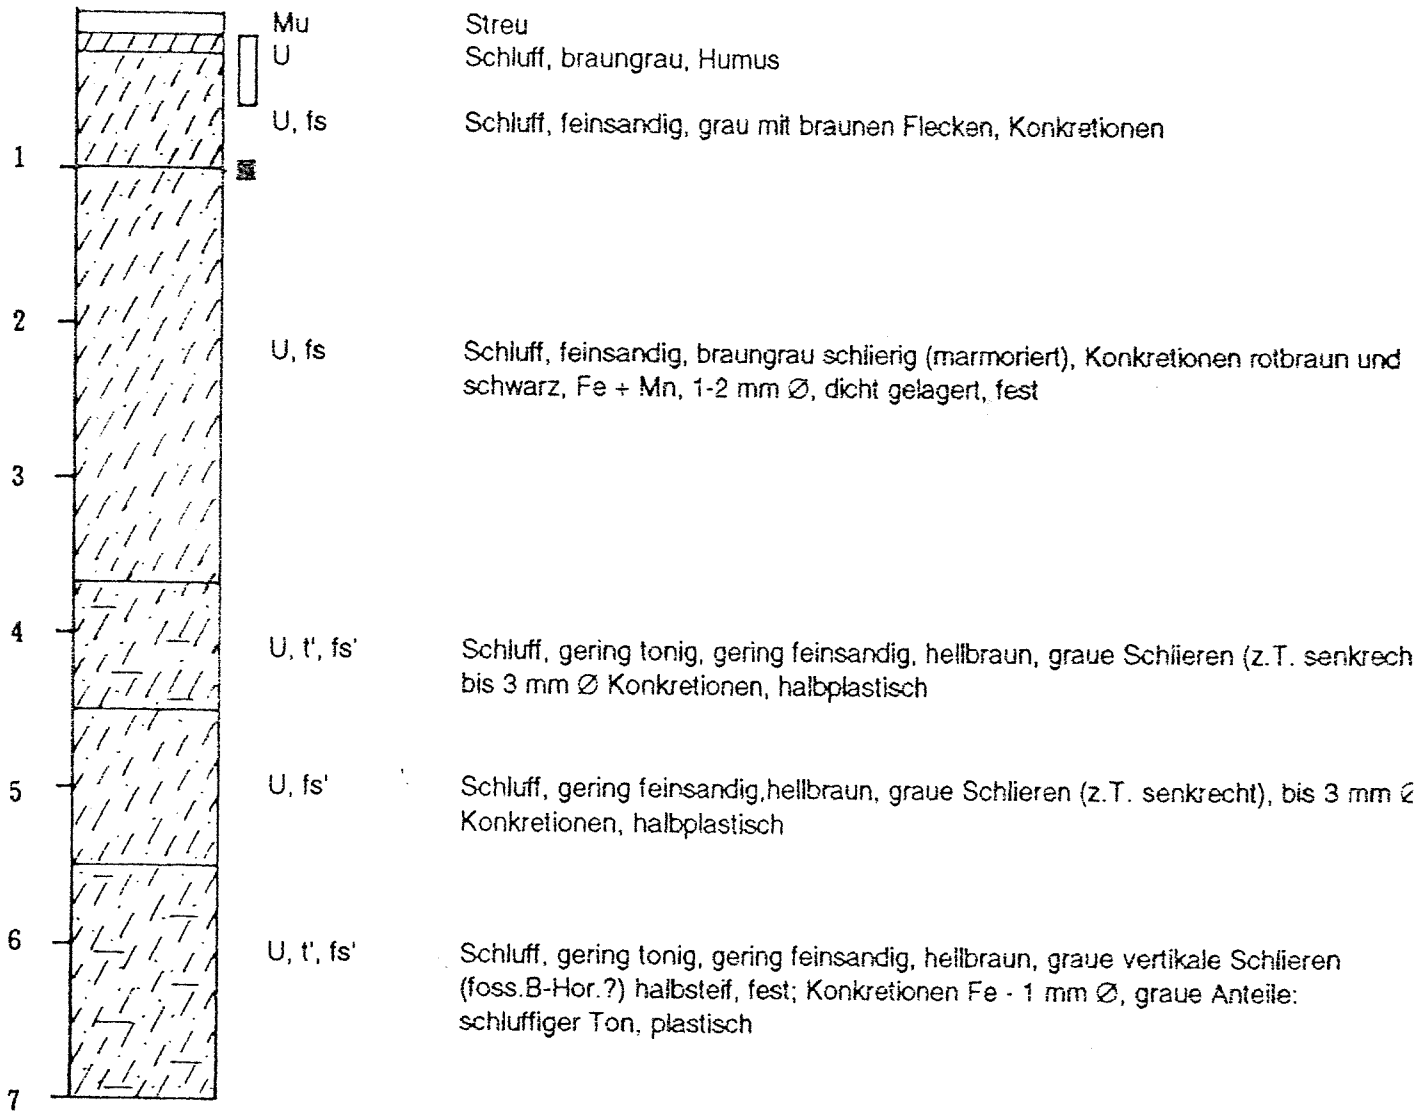 Mu Streu
U Schluff, braungrau, Humus
U, fs Schluff, feinsandig, grau mit braunen Flecken, Konkretionen
1
2
U, fs Schluff, feinsandig, braungrau schlierig (marmoriert), Konkretionen rotbraun und
schwarz, Fe + Mn, 1-2 mm Ø, dicht gelagert, fest
3
4
U, t', fs' Schluff, gering tonig, gering feinsandig, hellbraun, graue Schlieren (z.T. senkrech
bis 3 mm Ø Konkretionen, halbplastisch
5
U, fs' Schluff, gering feinsandig,hellbraun, graue Schlieren (z.T. senkrecht), bis 3 mm Ø
Konkretionen, halbplastisch
6
U, t', fs' Schluff, gering tonig, gering feinsandig, hellbraun, graue vertikale Schlieren
(foss.B-Hor.?) halbsteif, fest; Konkretionen Fe - 1 mm Ø, graue Anteile:
schluffiger Ton, plastisch
7